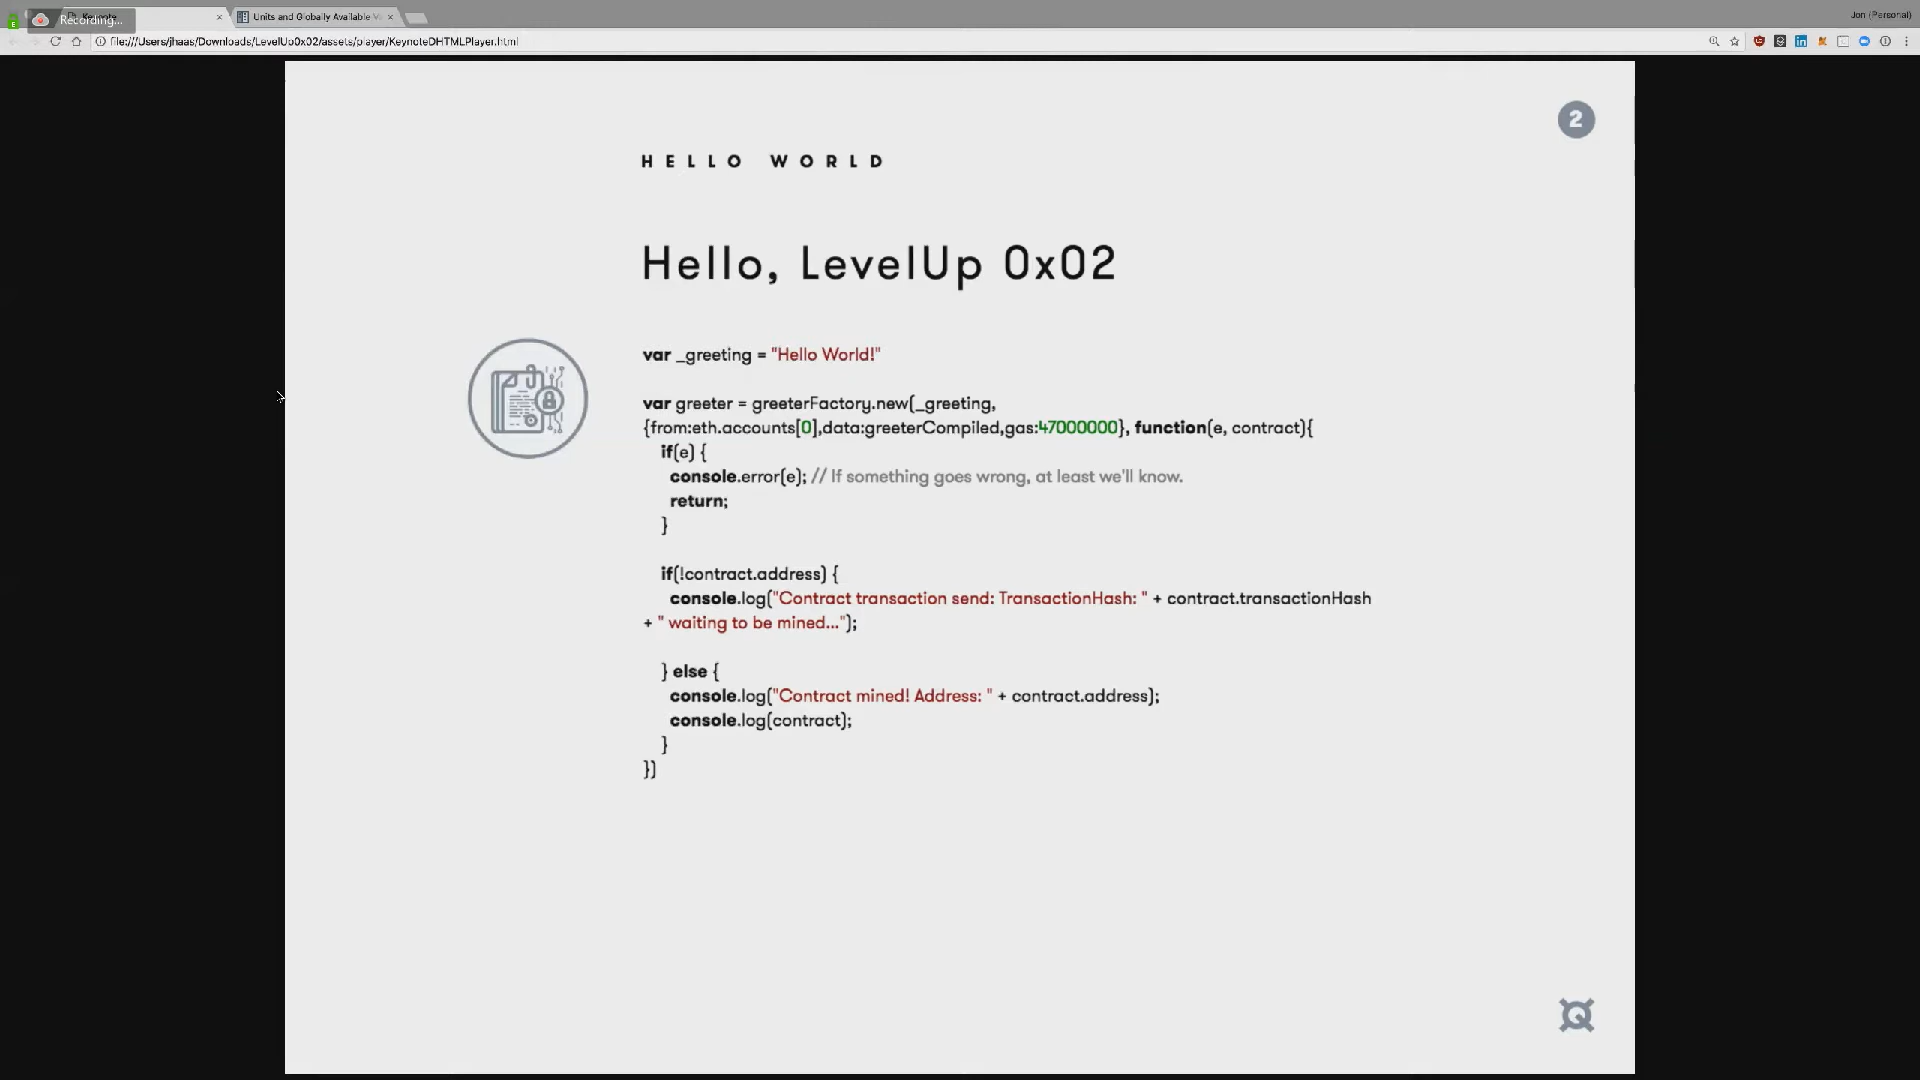 Recording...
Units and Globally Available V
Jon (Personal)
file:///Users/jhaas/Downloads/LevelUp0x02/assets/player/KeynoteDHTMLPlayer.html
2
HELLO WORLD
Hello, LevelUp 0x02
var _greeting = "Hello World!"
var greeter = greeterFactory.new(_greeting,
{from:eth.accounts[0],data:greeterCompiled,gas:47000000}, function(e, contract){
if(e) {
console.error(e); // If something goes wrong, at least we'll know.
return;
}
if(!contract.address) {
console.log("Contract transaction send: TransactionHash: " + contract.transactionHash
+ " waiting to be mined...");
} else {
console.log("Contract mined! Address: " + contract.address);
console.log(contract);
}
})